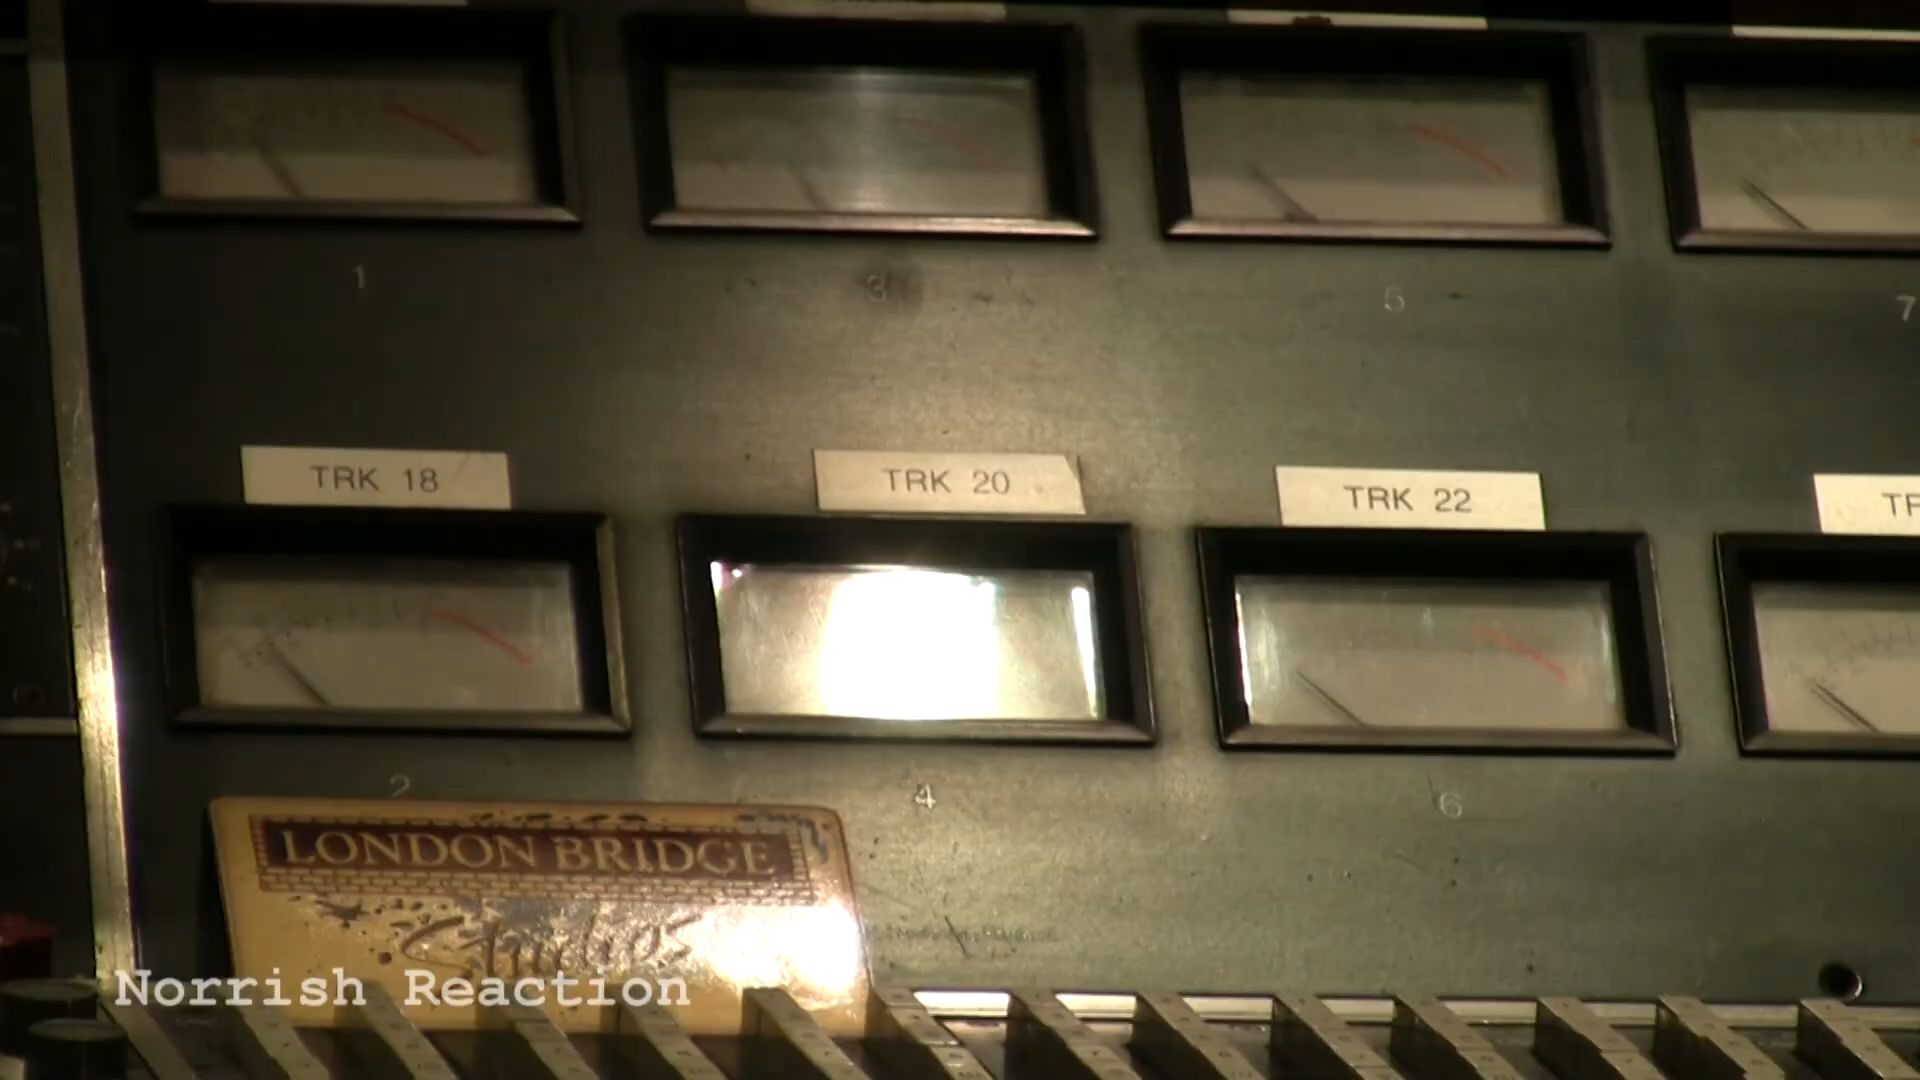 1 3 5 7
TRK 18 TRK 20 TRK 22
2 4 6
LONDON BRIDGE
Studios
Norrish Reaction